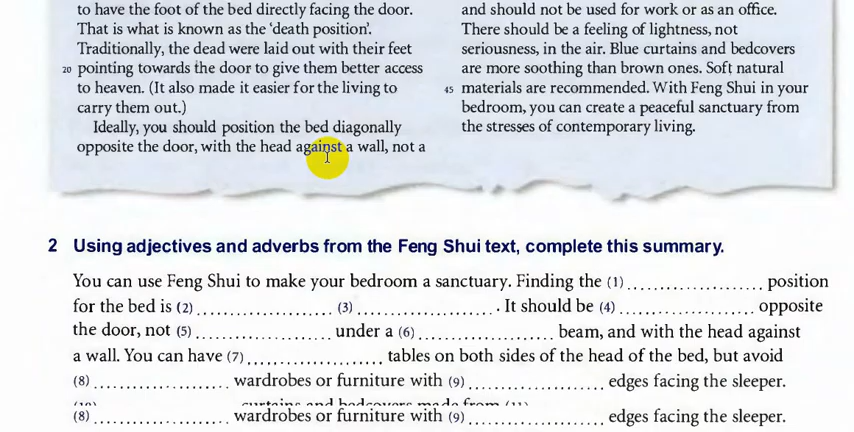 to have the foot of the bed directly facing the door.
That is what is known as the ‘death position’.
Traditionally, the dead were laid out with their feet
20 pointing towards the door to give them better access
to heaven. (It also made it easier for the living to
carry them out.)
Ideally, you should position the bed diagonally
opposite the door, with the head against a wall, not a
and should not be used for work or as an office.
There should be a feeling of lightness, not
seriousness, in the air. Blue curtains and bedcovers
are more soothing than brown ones. Soft natural
45 materials are recommended. With Feng Shui in your
bedroom, you can create a peaceful sanctuary from
the stresses of contemporary living.
2 Using adjectives and adverbs from the Feng Shui text, complete this summary.
You can use Feng Shui to make your bedroom a sanctuary. Finding the (1) ..................... position
for the bed is (2) ..................... (3) ..................... . It should be (4) ..................... opposite
the door, not (5) ..................... under a (6) ..................... beam, and with the head against
a wall. You can have (7) ..................... tables on both sides of the head of the bed, but avoid
(8) ..................... wardrobes or furniture with (9) ..................... edges facing the sleeper.
(10) curtains and bedcovers made from (11)
(8) ..................... wardrobes or furniture with (9) ..................... edges facing the sleeper.